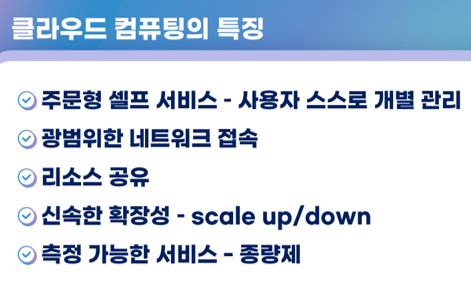 클라우드 컴퓨팅의 특징
주문형 셀프 서비스 - 사용자 스스로 개별 관리
광범위한 네트워크 접속
리소스 공유
신속한 확장성 - scale up/down
측정 가능한 서비스 - 종량제